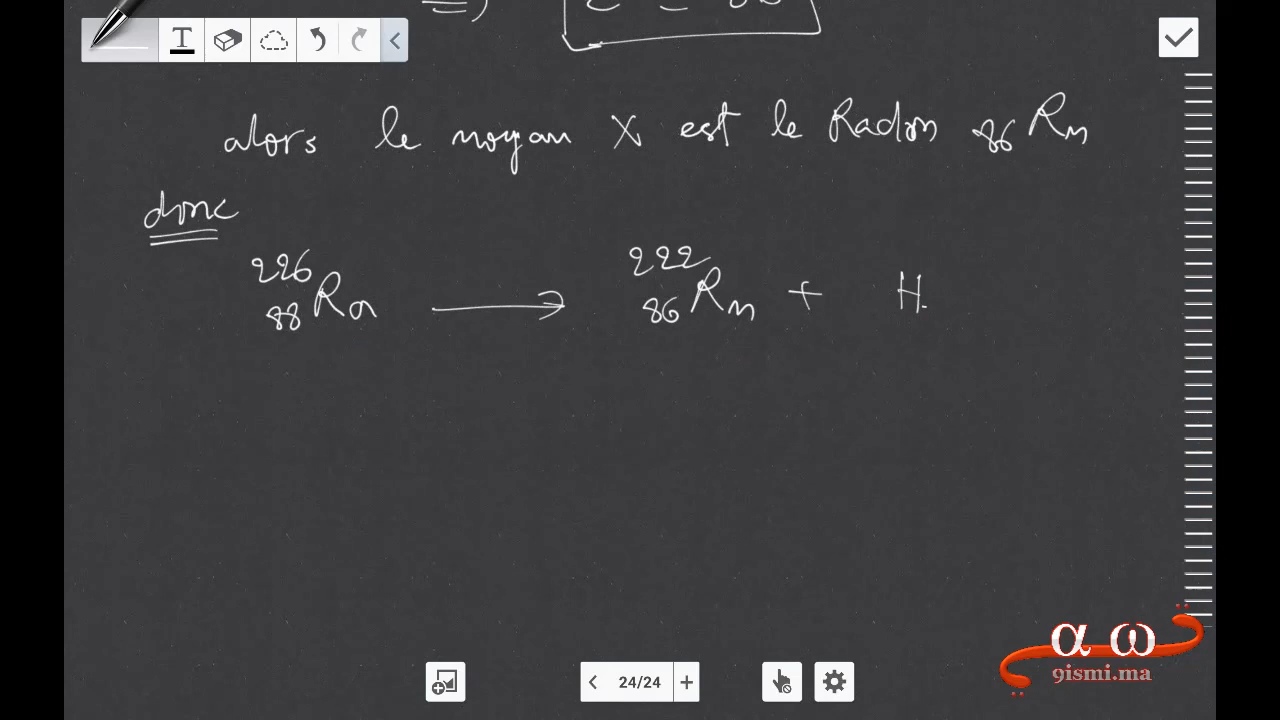 alors le noyau X est le Radon 86Rn
donc
226 88Ra → 222 86Rn + H
T
24/24
α ω
9ismi.ma